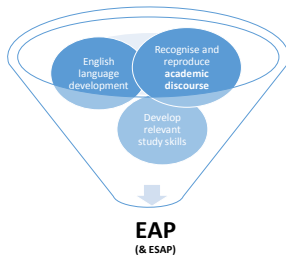 English
language
development
Recognise and
reproduce
academic
discourse
Develop
relevant
study skills
EAP
(& ESAP)